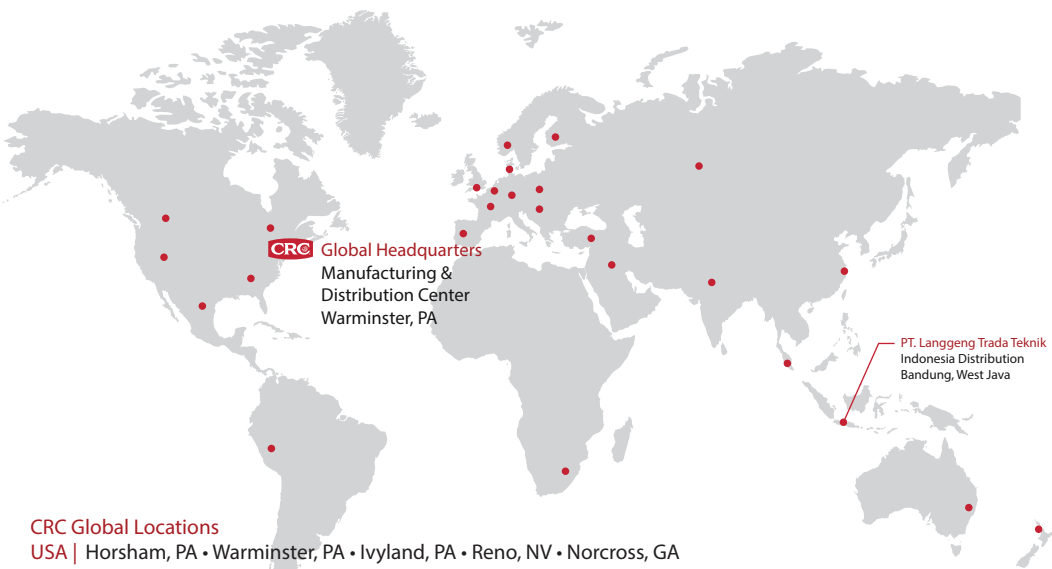 CRC Global Headquarters
Manufacturing &
Distribution Center
Warminster, PA
PT. Langgeng Trada Teknik
Indonesia Distribution
Bandung, West Java
CRC Global Locations
USA | Horsham, PA • Warminster, PA • Ivyland, PA • Reno, NV • Norcross, GA